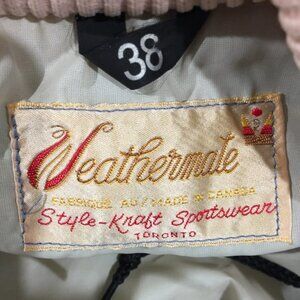 38
Weathermate
FABRIQUÉ AU / MADE IN CANADA
Style-Kraft Sportswear
TORONTO